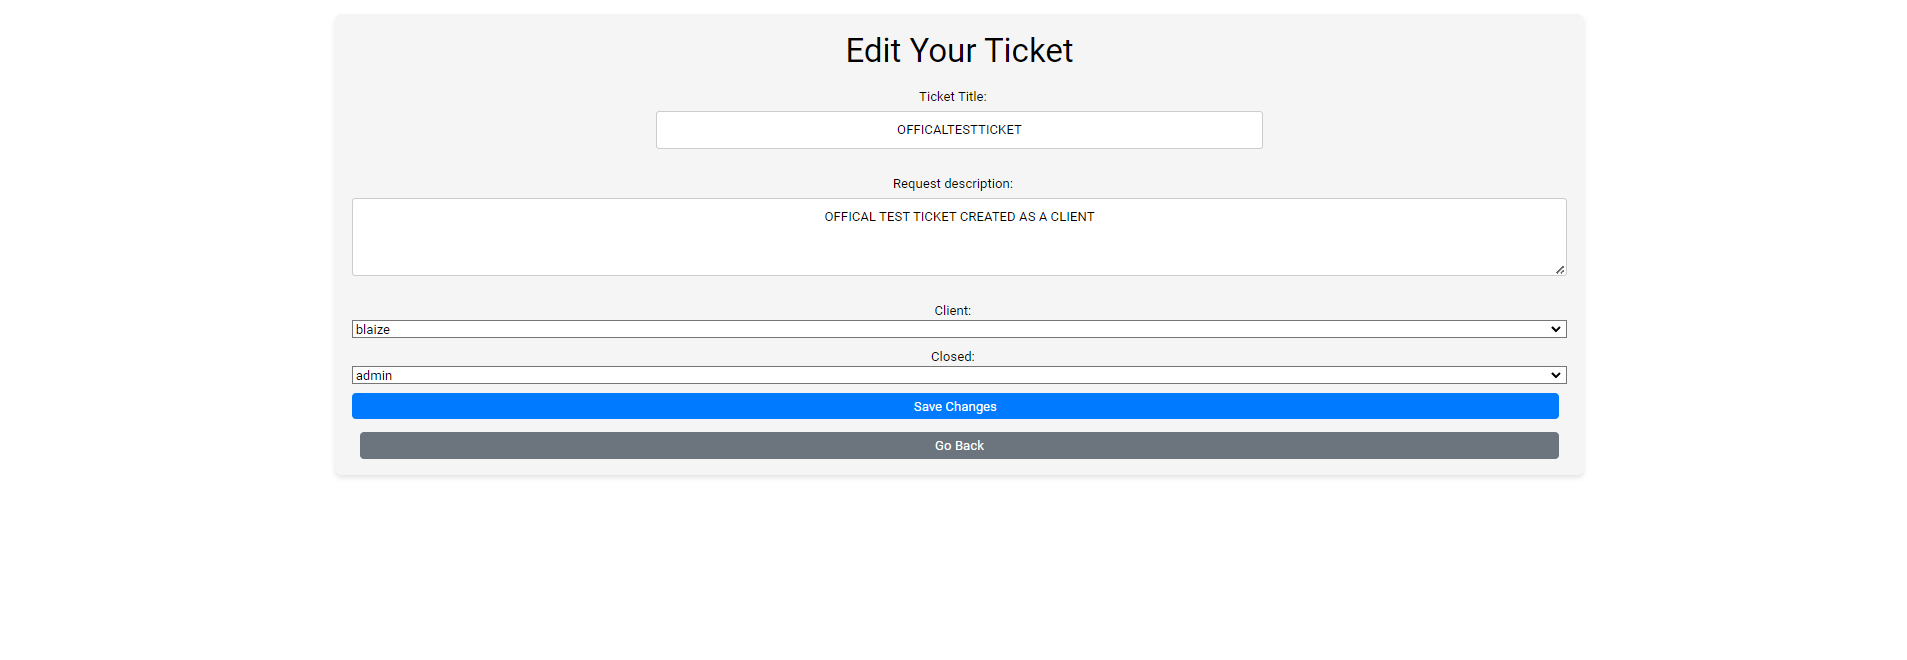 Edit Your Ticket
Ticket Title:
OFFICALTESTTICKET
Request description:
OFFICAL TEST TICKET CREATED AS A CLIENT
Client:
blaize
Closed:
admin
Save Changes
Go Back